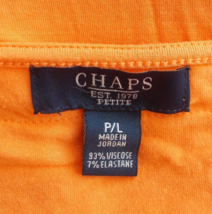 CHAPS
EST. 1978
PETITE
P/L
MADE IN
JORDAN
93% VISCOSE
7% ELASTANE